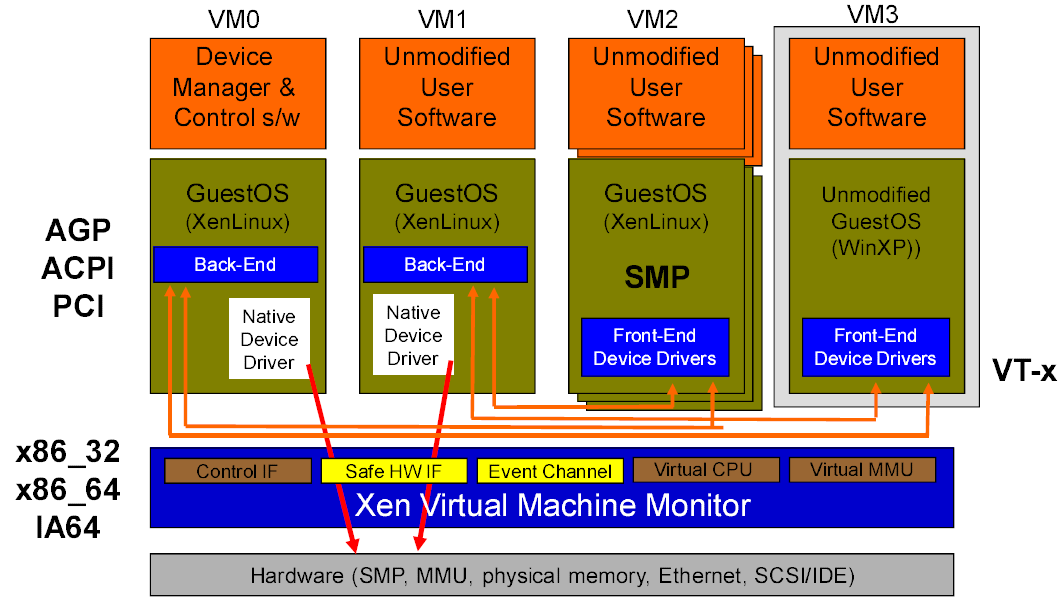 VM0
VM1
VM2
VM3
Device
Manager &
Control s/w
Unmodified
User
Software
Unmodified
User
Software
Unmodified
User
Software
GuestOS
(XenLinux)
Back-End
Native
Device
Driver
GuestOS
(XenLinux)
Back-End
Native
Device
Driver
GuestOS
(XenLinux)
SMP
Front-End
Device Drivers
Unmodified
GuestOS
(WinXP))
Front-End
Device Drivers
AGP
ACPI
PCI
VT-x
x86_32
x86_64
IA64
Control IF
Safe HW IF
Event Channel
Virtual CPU
Virtual MMU
Xen Virtual Machine Monitor
Hardware (SMP, MMU, physical memory, Ethernet, SCSI/IDE)